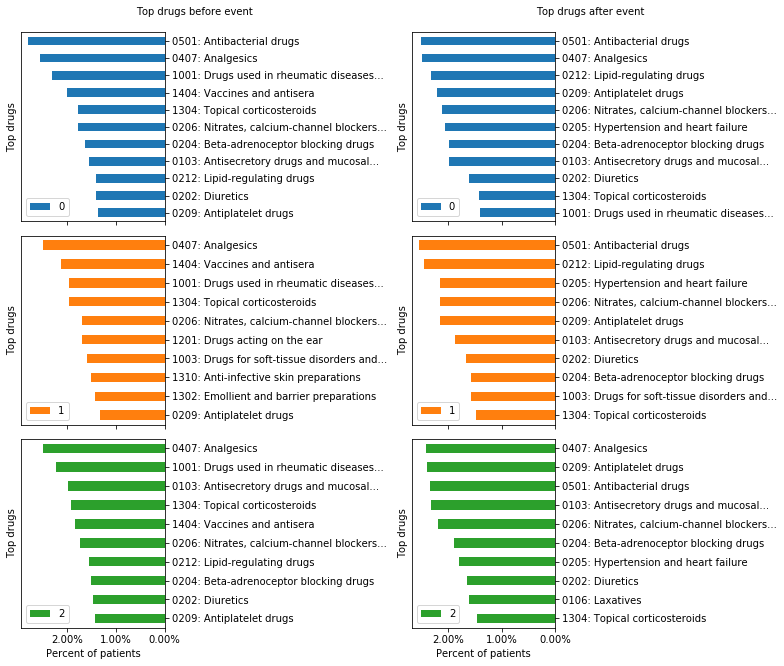 Top drugs before event
Top drugs
0501: Antibacterial drugs
0407: Analgesics
1001: Drugs used in rheumatic diseases...
1404: Vaccines and antisera
1304: Topical corticosteroids
0206: Nitrates, calcium-channel blockers...
0204: Beta-adrenoceptor blocking drugs
0103: Antisecretory drugs and mucosal...
0212: Lipid-regulating drugs
0202: Diuretics
0209: Antiplatelet drugs
0
Top drugs after event
Top drugs
0501: Antibacterial drugs
0407: Analgesics
0212: Lipid-regulating drugs
0209: Antiplatelet drugs
0206: Nitrates, calcium-channel blockers...
0205: Hypertension and heart failure
0204: Beta-adrenoceptor blocking drugs
0103: Antisecretory drugs and mucosal...
0202: Diuretics
1304: Topical corticosteroids
1001: Drugs used in rheumatic diseases...
0
Top drugs
0407: Analgesics
1404: Vaccines and antisera
1001: Drugs used in rheumatic diseases...
1304: Topical corticosteroids
0206: Nitrates, calcium-channel blockers...
1201: Drugs acting on the ear
1003: Drugs for soft-tissue disorders and...
1310: Anti-infective skin preparations
1302: Emollient and barrier preparations
0209: Antiplatelet drugs
1
Top drugs
0501: Antibacterial drugs
0212: Lipid-regulating drugs
0205: Hypertension and heart failure
0206: Nitrates, calcium-channel blockers...
0209: Antiplatelet drugs
0103: Antisecretory drugs and mucosal...
0202: Diuretics
0204: Beta-adrenoceptor blocking drugs
1003: Drugs for soft-tissue disorders and...
1304: Topical corticosteroids
1
Top drugs
0407: Analgesics
1001: Drugs used in rheumatic diseases...
0103: Antisecretory drugs and mucosal...
1304: Topical corticosteroids
1404: Vaccines and antisera
0206: Nitrates, calcium-channel blockers...
0212: Lipid-regulating drugs
0204: Beta-adrenoceptor blocking drugs
0202: Diuretics
0209: Antiplatelet drugs
2
2.00% 1.00% 0.00%
Percent of patients
Top drugs
0407: Analgesics
0209: Antiplatelet drugs
0501: Antibacterial drugs
0103: Antisecretory drugs and mucosal...
0206: Nitrates, calcium-channel blockers...
0204: Beta-adrenoceptor blocking drugs
0205: Hypertension and heart failure
0202: Diuretics
0106: Laxatives
1304: Topical corticosteroids
2
2.00% 1.00% 0.00%
Percent of patients